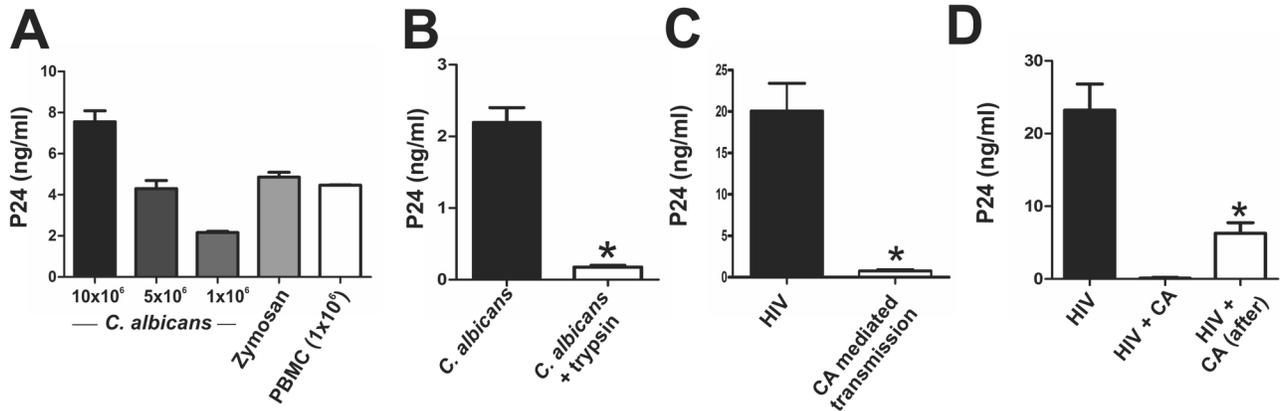 A
P24 (ng/ml)
10
8
6
4
2
0
10x10⁶
5x10⁶
1x10⁶
C. albicans
Zymosan
PBMC (1x10⁶)
B
P24 (ng/ml)
3
2
1
0
*
C. albicans
C. albicans
+ trypsin
C
P24 (ng/ml)
25
20
15
10
5
0
*
HIV
CA mediated
transmission
D
P24 (ng/ml)
30
20
10
0
*
HIV
HIV + CA
HIV +
CA (after)